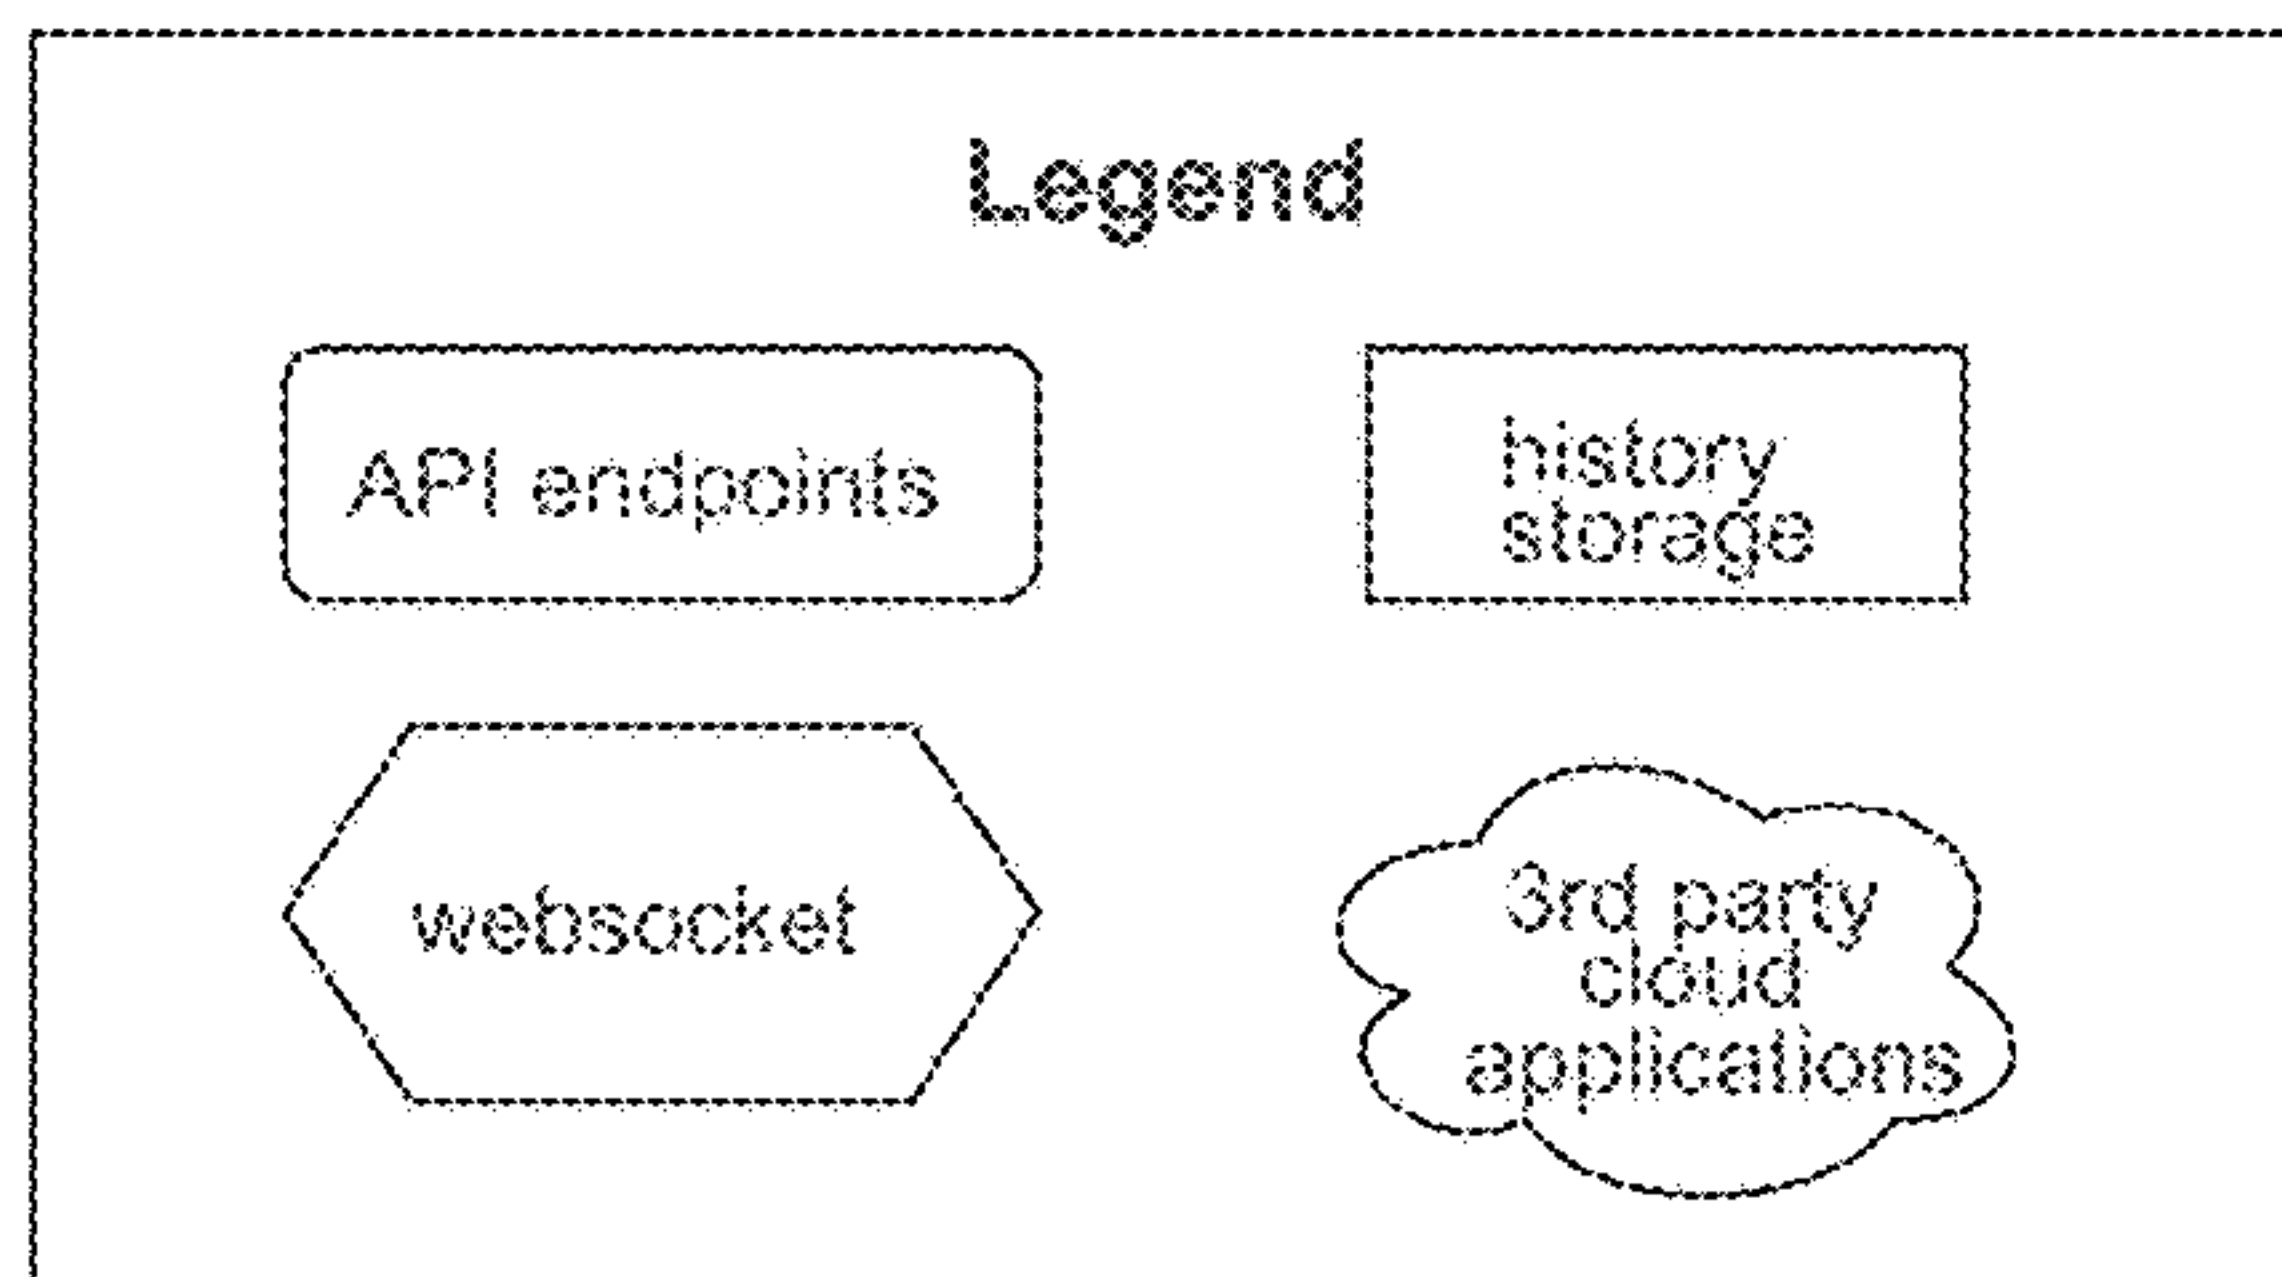 Legend
API endpoints
history
storage
websocket
3rd party
cloud
applications